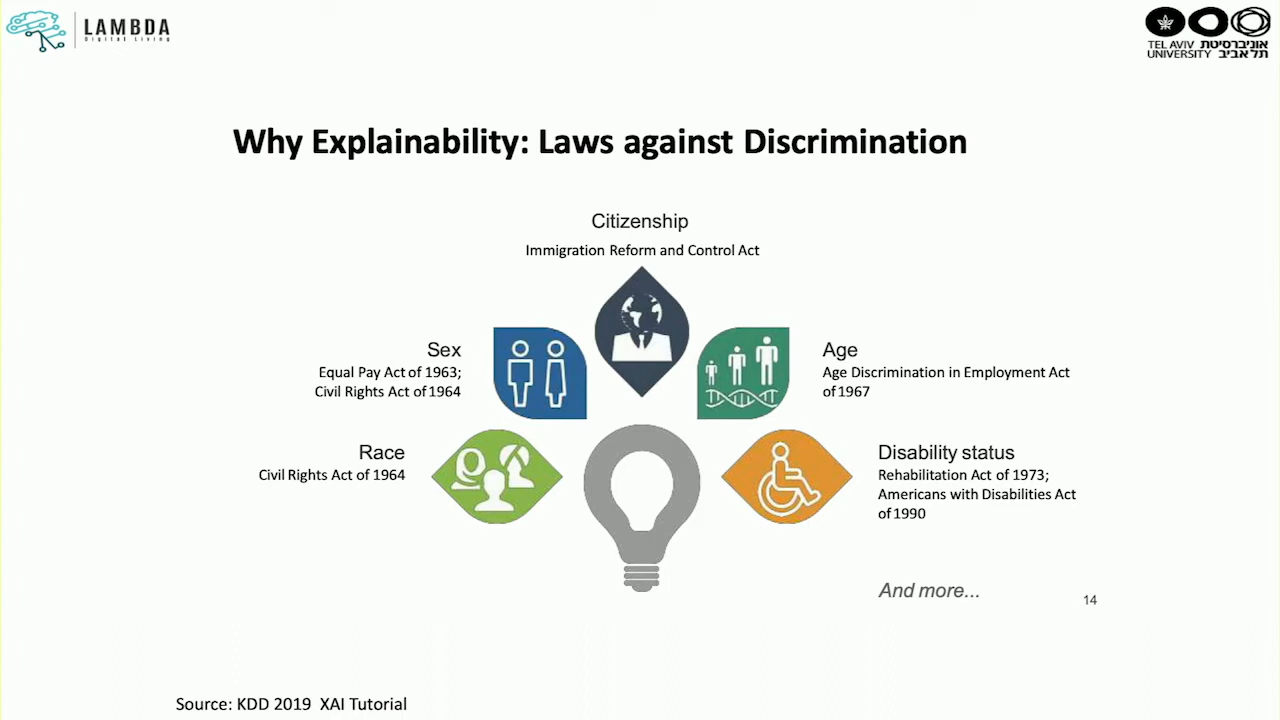 LAMBDA
Digital Living
TEL AVIV אוניברסיטת
UNIVERSITY תל אביב
Why Explainability: Laws against Discrimination
Citizenship
Immigration Reform and Control Act
Sex
Equal Pay Act of 1963;
Civil Rights Act of 1964
Age
Age Discrimination in Employment Act
of 1967
Race
Civil Rights Act of 1964
Disability status
Rehabilitation Act of 1973;
Americans with Disabilities Act
of 1990
And more...
14
Source: KDD 2019 XAI Tutorial